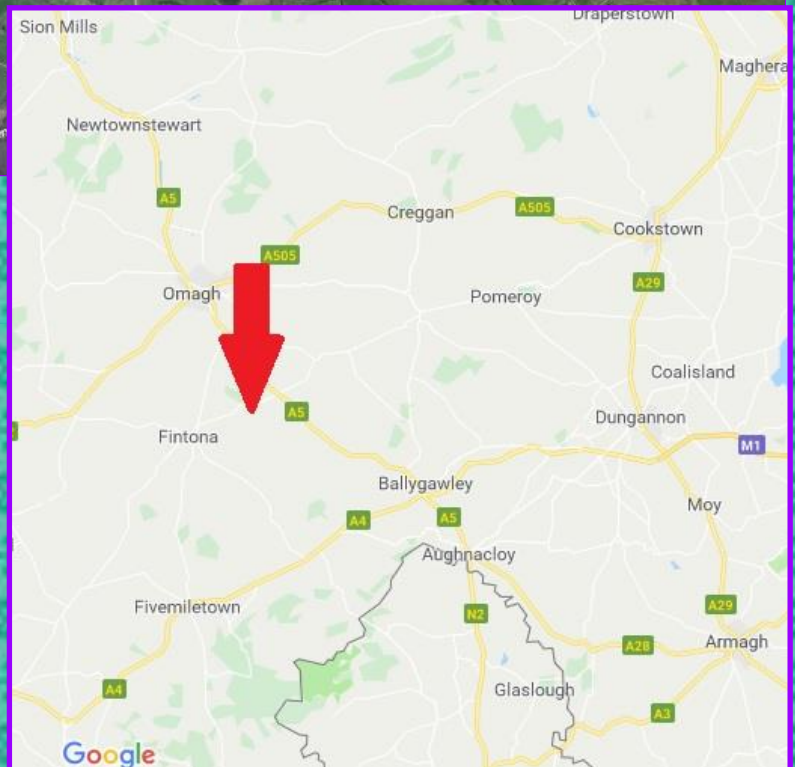 Draperstown
Sion Mills
Maghera
Newtownstewart
A5
A505
Creggan
Cookstown
A505
A29
Omagh
Pomeroy
Coalisland
A5
Dungannon
Fintona
M1
Ballygawley
Moy
A4
A5
Aughnacloy
Fivemiletown
A29
N2
A28
Armagh
A4
Glaslough
A3
Google